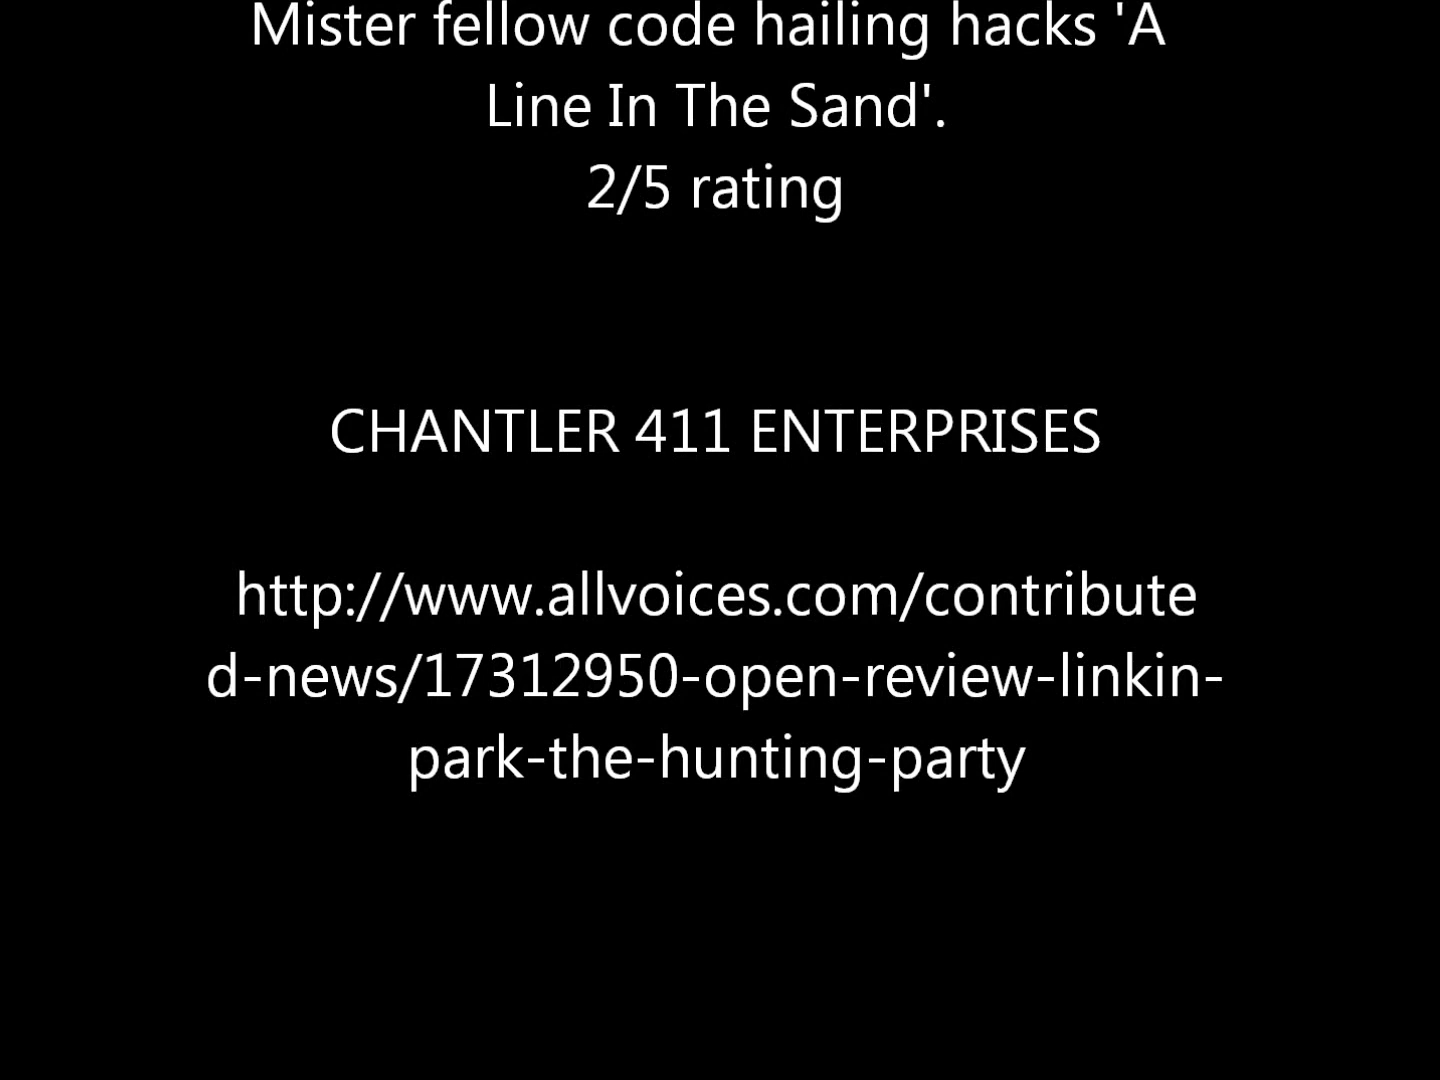 Mister fellow code hailing hacks 'A
Line In The Sand'.
2/5 rating
CHANTLER 411 ENTERPRISES
http://www.allvoices.com/contribute
d-news/17312950-open-review-linkin-
park-the-hunting-party